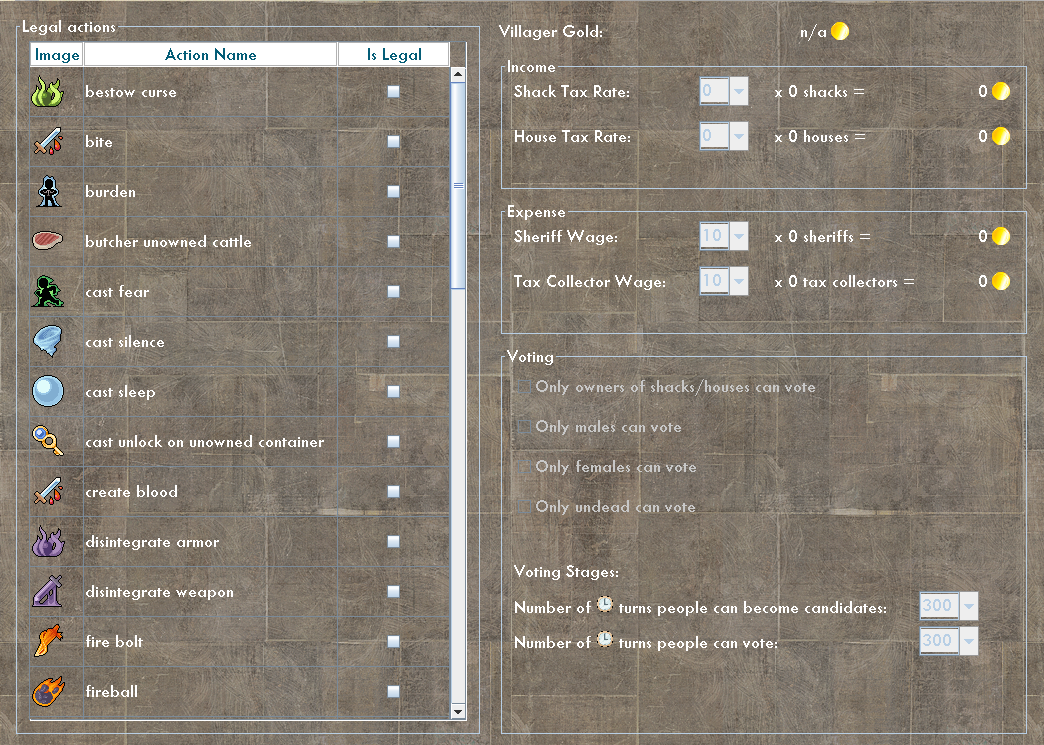 Legal actions
Image Action Name Is Legal
bestow curse
bite
burden
butcher unowned cattle
cast fear
cast silence
cast sleep
cast unlock on unowned container
create blood
disintegrate armor
disintegrate weapon
fire bolt
fireball
Villager Gold: n/a
Income
Shack Tax Rate: 0 x 0 shacks = 0
House Tax Rate: 0 x 0 houses = 0
Expense
Sheriff Wage: 10 x 0 sheriffs = 0
Tax Collector Wage: 10 x 0 tax collectors = 0
Voting
Only owners of shacks/houses can vote
Only males can vote
Only females can vote
Only undead can vote
Voting Stages:
Number of turns people can become candidates: 300
Number of turns people can vote: 300